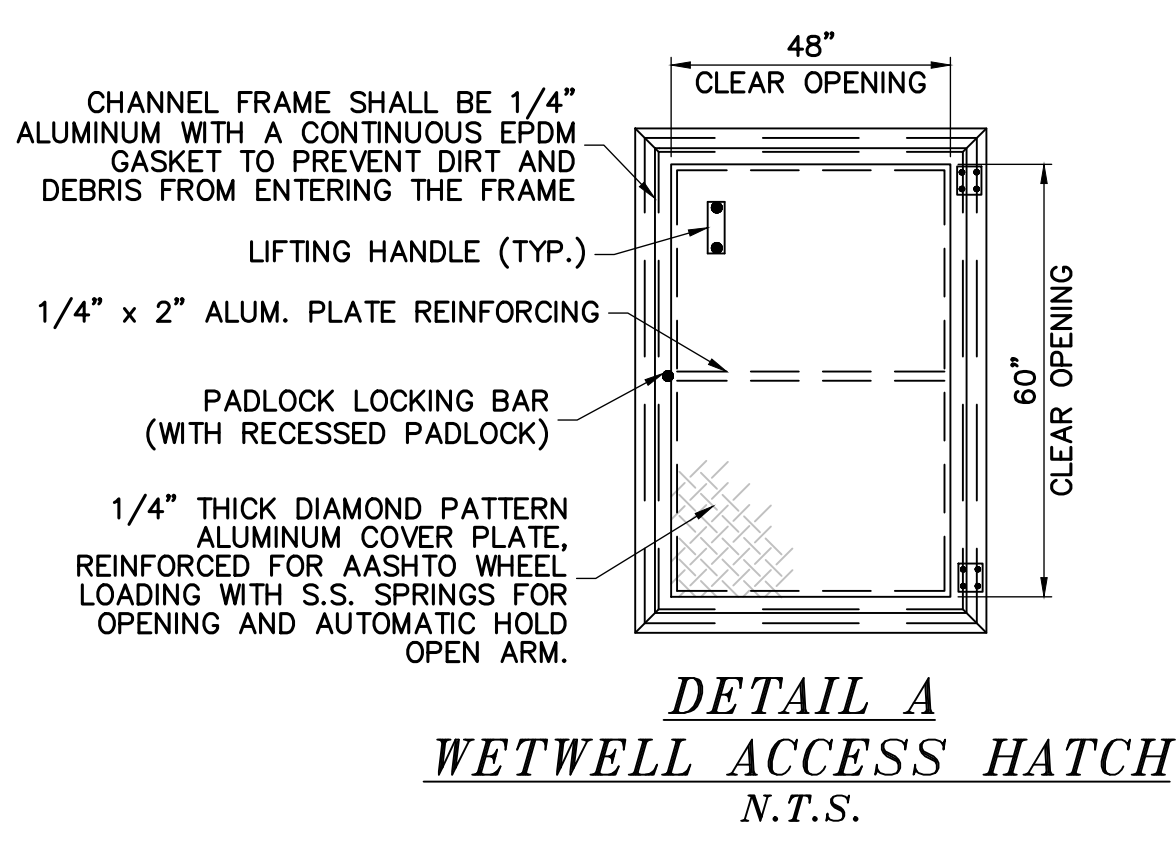 48”
CLEAR OPENING
CHANNEL FRAME SHALL BE 1/4”
ALUMINUM WITH A CONTINUOUS EPDM
GASKET TO PREVENT DIRT AND
DEBRIS FROM ENTERING THE FRAME
LIFTING HANDLE (TYP.)
1/4” x 2” ALUM. PLATE REINFORCING
PADLOCK LOCKING BAR
(WITH RECESSED PADLOCK)
1/4” THICK DIAMOND PATTERN
ALUMINUM COVER PLATE,
REINFORCED FOR AASHTO WHEEL
LOADING WITH S.S. SPRINGS FOR
OPENING AND AUTOMATIC HOLD
OPEN ARM.
60”
CLEAR OPENING
DETAIL A
WETWELL ACCESS HATCH
N.T.S.